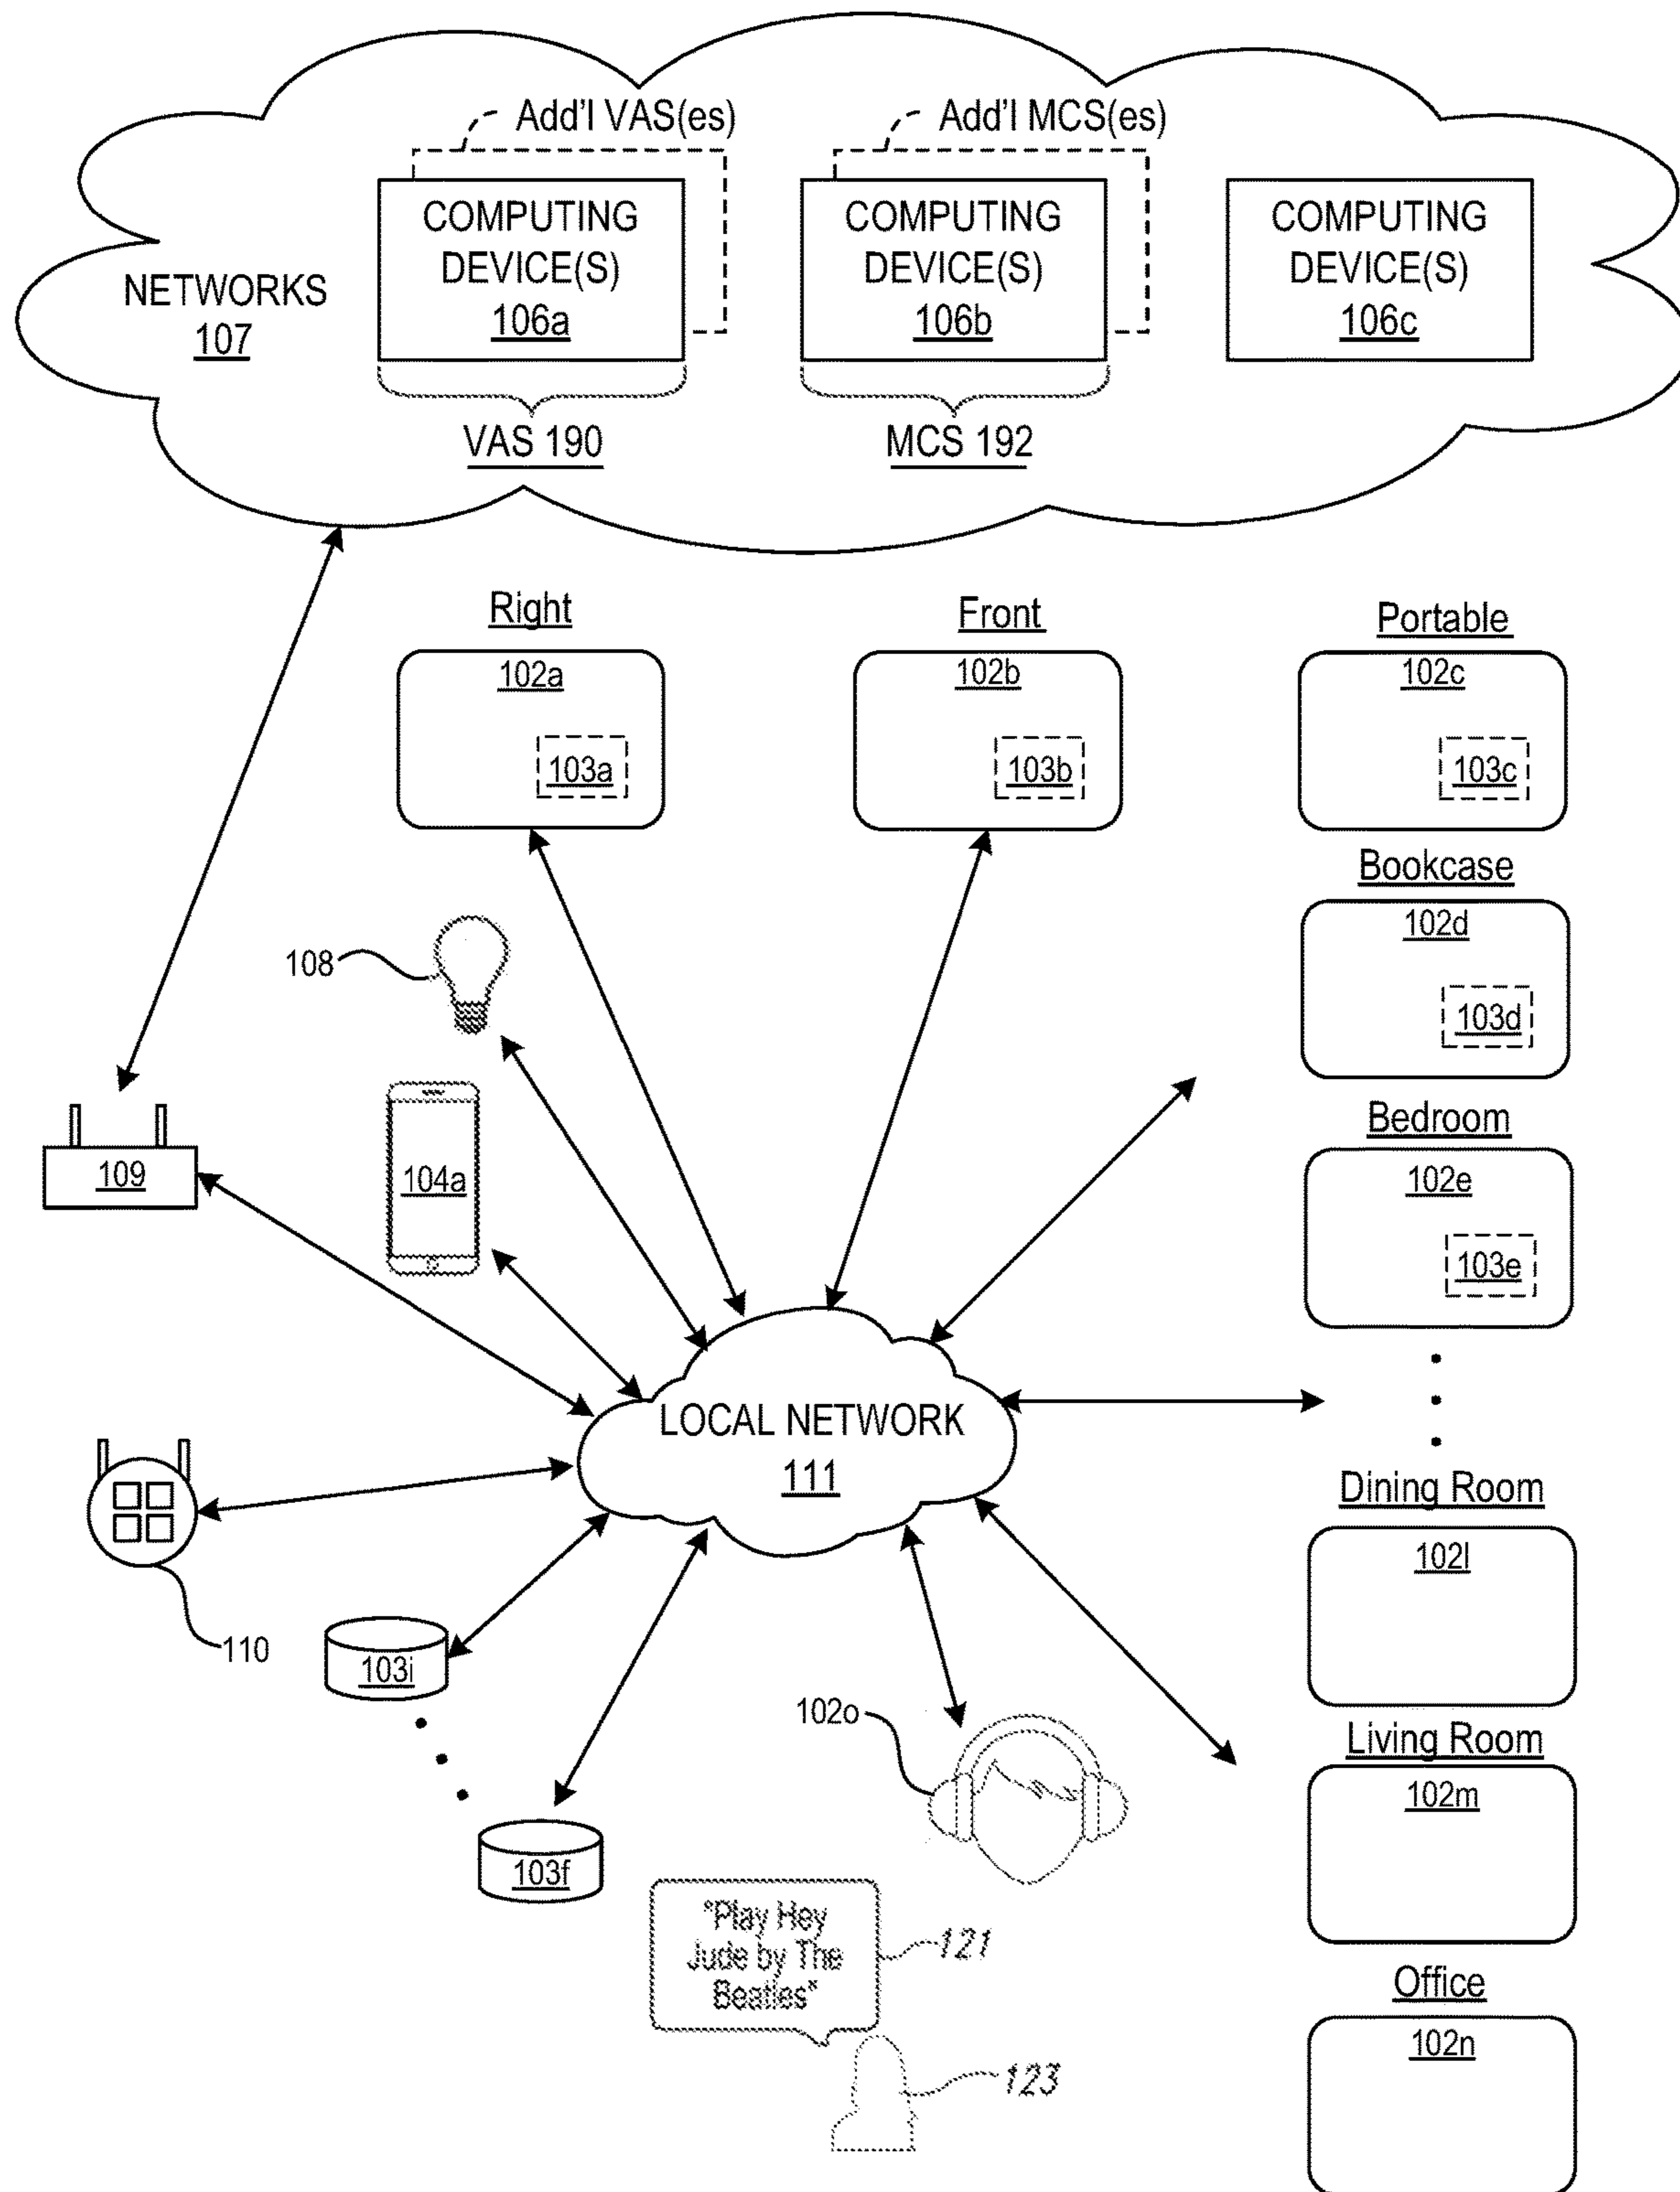 Add'l VAS(es)
Add'l MCS(es)
COMPUTING
DEVICE(S)
106a
COMPUTING
DEVICE(S)
106b
COMPUTING
DEVICE(S)
106c
NETWORKS
107
VAS 190
MCS 192
Right
102a
103a
Front
102b
103b
Portable
102c
103c
Bookcase
102d
103d
Bedroom
102e
103e
108
104a
109
LOCAL NETWORK
111
110
103i
103f
102o
Dining Room
102l
Living Room
102m
Office
102n
"Play Hey
Jude by The
Beatles"
121
123